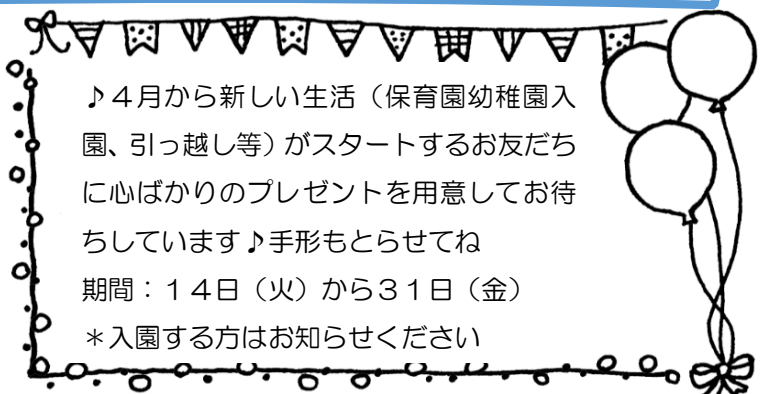 ♪４月から新しい生活（保育園幼稚園入
園、引っ越し等）がスタートするお友だち
に心ばかりのプレゼントを用意してお待
ちしています♪手形もとらせてね
期間：１４日（火）から３１日（金）
＊入園する方はお知らせください